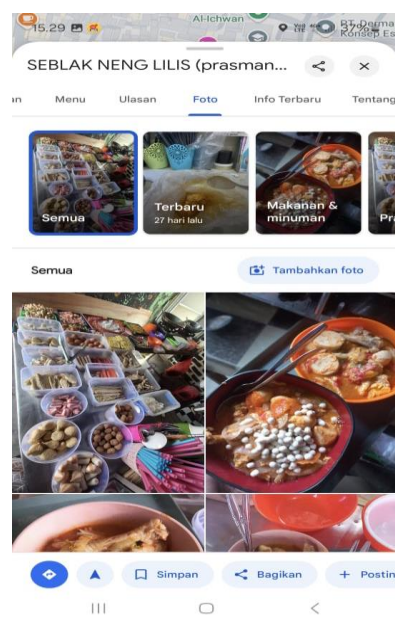 Al-Ichwan
15.29
37%
SEBLAK NENG LILIS (prasman...
Menu Ulasan Foto Info Terbaru Tentang
Semua
Terbaru
27 hari lalu
Makanan &
minuman
Semua
Tambahkan foto
Simpan
Bagikan
+ Postin